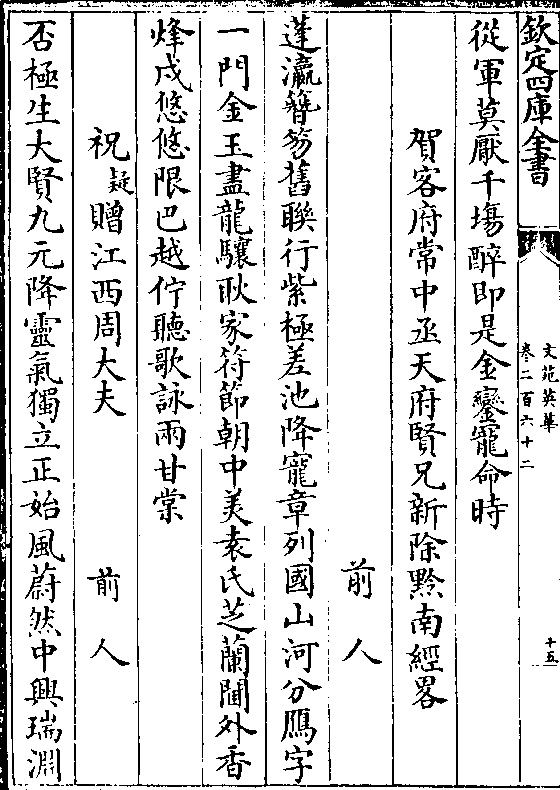 欽定四庫全書
文苑英華
卷二百六十二
十五
從軍莫厭千塲醉即是金鑾寵命時
賀客府常中丞天府賢兄新除黔南經畧
前人
蓬瀛簪笏舊聯行紫極差池降寵章列國山河分鴈字
一門金玉盡龍驤耿家符節朝中美袁氏芝蘭閫外香
烽戍悠悠限巴越佇聽歌詠兩甘棠
祝疑贈江西周大夫
前人
否極生大賢九元降靈氣獨立正始風蔚然中興瑞淵